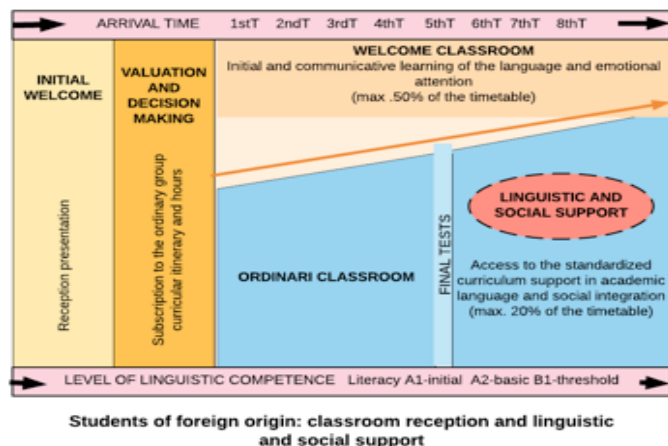 ARRIVAL TIME 1stT 2ndT 3rdT 4thT 5thT 6thT 7thT 8thT
INITIAL
WELCOME
Reception presentation
VALUATION
AND
DECISION
MAKING
Subscription to the ordinary group
curricular itinerary and hours
WELCOME CLASSROOM
Initial and communicative learning of the language and emotional
attention
(max .50% of the timetable)
ORDINARI CLASSROOM
FINAL TESTS
LINGUISTIC AND
SOCIAL SUPPORT
Access to the standardized
curriculum support in academic
language and social integration
(max. 20% of the timetable)
LEVEL OF LINGUISTIC COMPETENCE Literacy A1-initial A2-basic B1-threshold
Students of foreign origin: classroom reception and linguistic
and social support